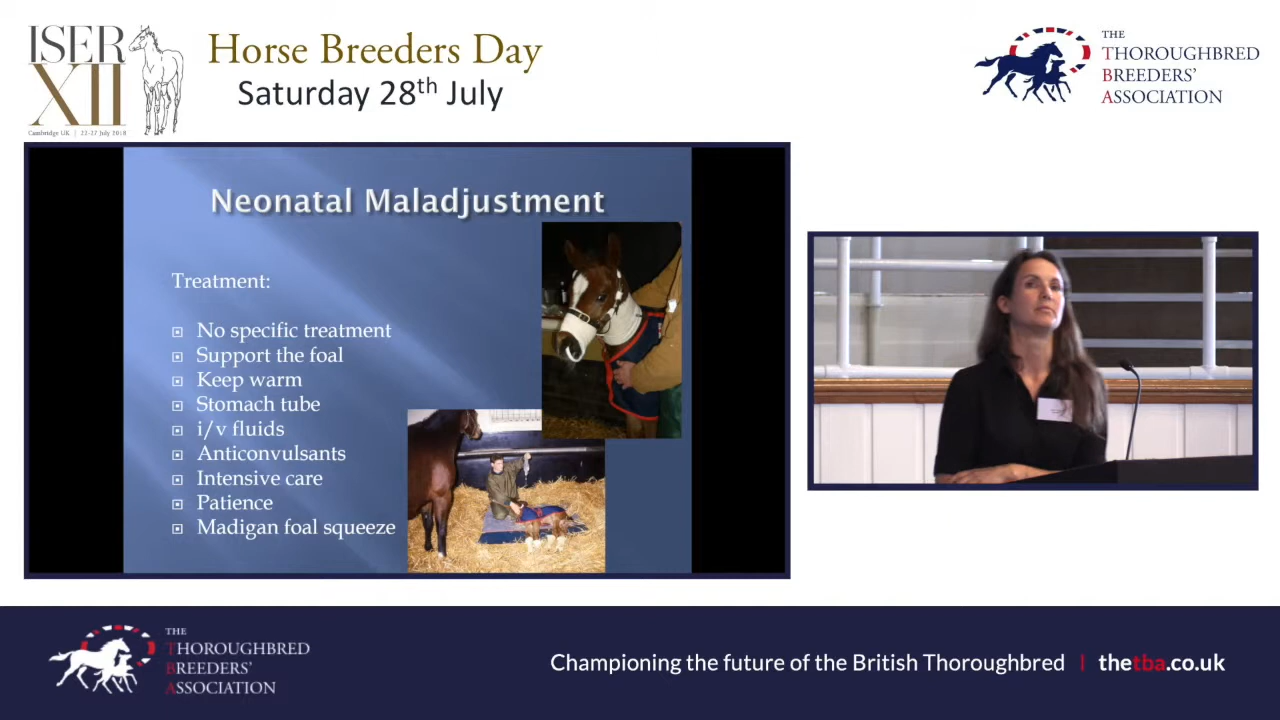 ISER
XII
Cambridge UK | 22-27 July 2018
Horse Breeders Day
Saturday 28th July
THE
THOROUGHBRED
BREEDERS'
ASSOCIATION
Neonatal Maladjustment
Treatment:
No specific treatment
Support the foal
Keep warm
Stomach tube
i/v fluids
Anticonvulsants
Intensive care
Patience
Madigan foal squeeze
THE
THOROUGHBRED
BREEDERS'
ASSOCIATION
Championing the future of the British Thoroughbred | thetba.co.uk